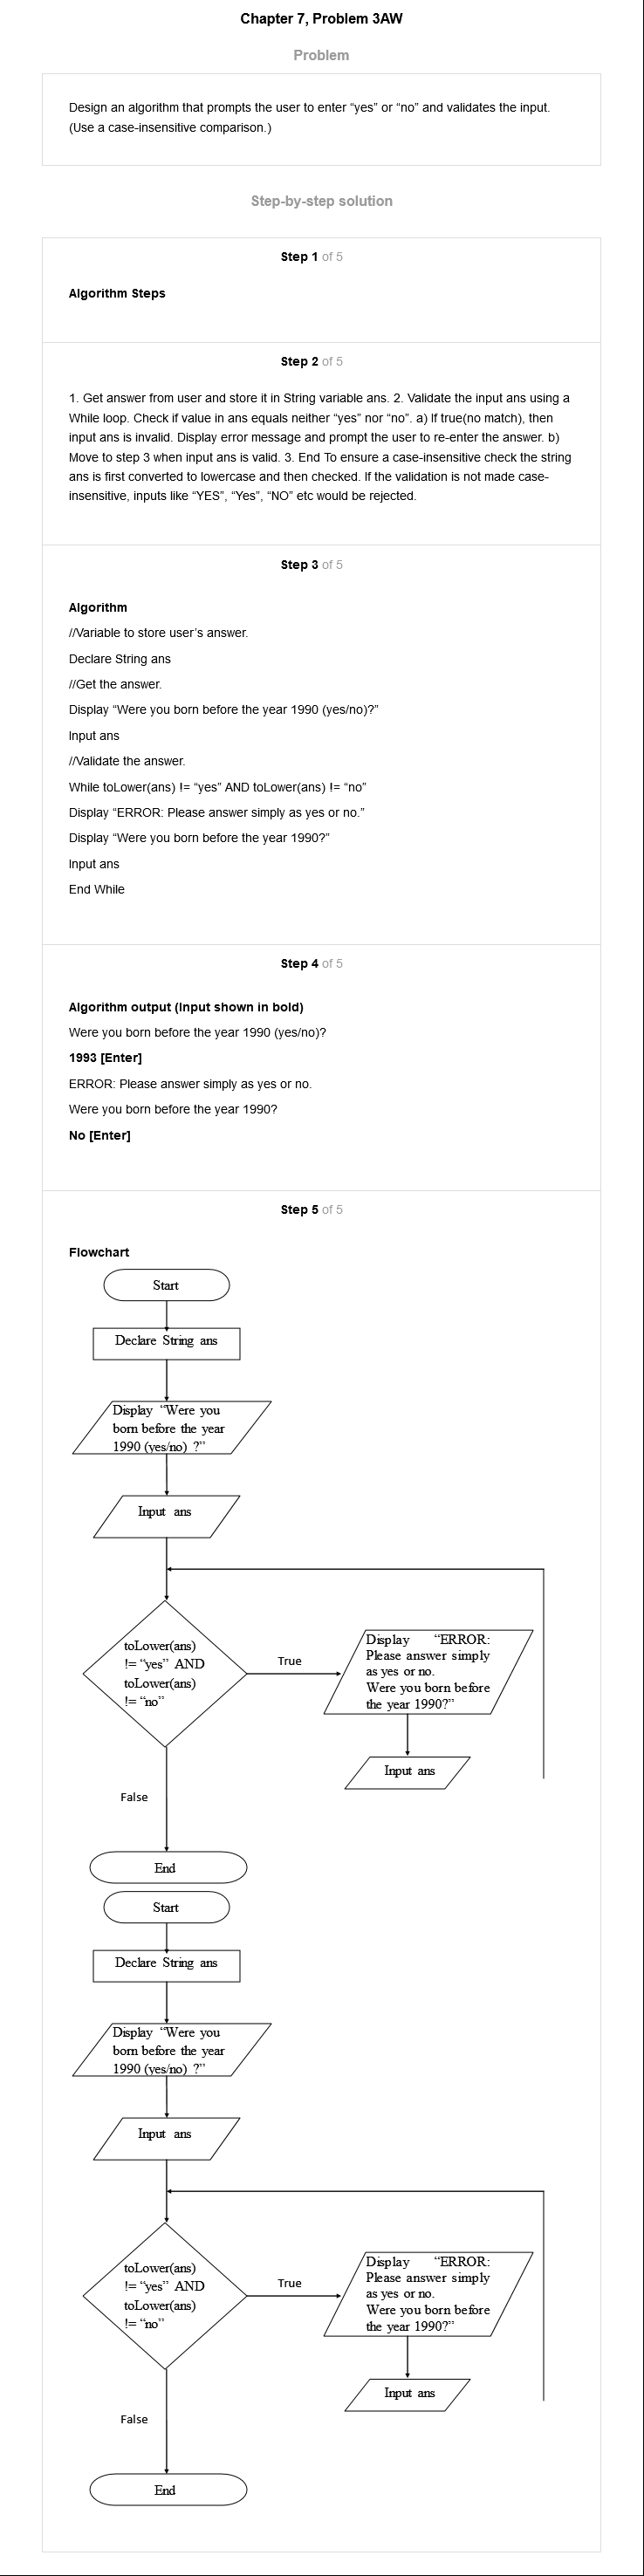 Chapter 7, Problem 3AW
Problem
Design an algorithm that prompts the user to enter “yes” or “no” and validates the input.
(Use a case-insensitive comparison.)
Step-by-step solution
Step 1 of 5
Algorithm Steps
Step 2 of 5
1. Get answer from user and store it in String variable ans. 2. Validate the input ans using a
While loop. Check if value in ans equals neither “yes” nor “no”. a) If true(no match), then
input ans is invalid. Display error message and prompt the user to re-enter the answer. b)
Move to step 3 when input ans is valid. 3. End To ensure a case-insensitive check the string
ans is first converted to lowercase and then checked. If the validation is not made case-
insensitive, inputs like “YES”, “Yes”, “NO” etc would be rejected.
Step 3 of 5
Algorithm
//Variable to store user’s answer.
Declare String ans
//Get the answer.
Display “Were you born before the year 1990 (yes/no)?”
Input ans
//Validate the answer.
While toLower(ans) != “yes” AND toLower(ans) != “no”
Display “ERROR: Please answer simply as yes or no.”
Display “Were you born before the year 1990?”
Input ans
End While
Step 4 of 5
Algorithm output (Input shown in bold)
Were you born before the year 1990 (yes/no)?
1993 [Enter]
ERROR: Please answer simply as yes or no.
Were you born before the year 1990?
No [Enter]
Step 5 of 5
Flowchart
Start
Declare String ans
Display “Were you
born before the year
1990 (yes/no) ?”
Input ans
toLower(ans)
!= “yes” AND
toLower(ans)
!= “no”
True
Display “ERROR:
Please answer simply
as yes or no.
Were you born before
the year 1990?”
Input ans
False
End
Start
Declare String ans
Display “Were you
born before the year
1990 (yes/no) ?”
Input ans
toLower(ans)
!= “yes” AND
toLower(ans)
!= “no”
True
Display “ERROR:
Please answer simply
as yes or no.
Were you born before
the year 1990?”
Input ans
False
End